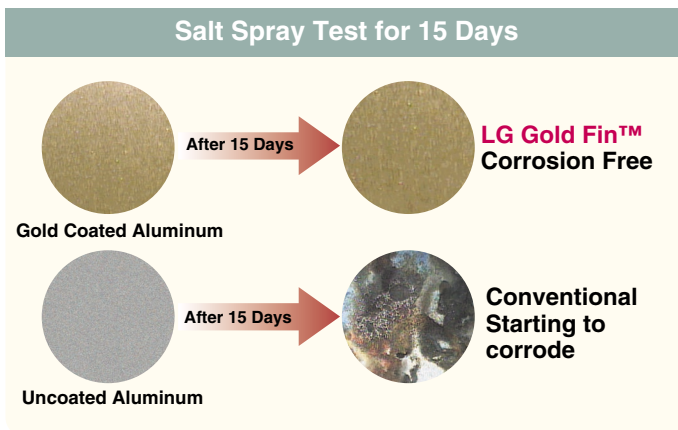 Salt Spray Test for 15 Days
After 15 Days
LG Gold Fin™
Corrosion Free
Gold Coated Aluminum
After 15 Days
Conventional
Starting to
corrode
Uncoated Aluminum